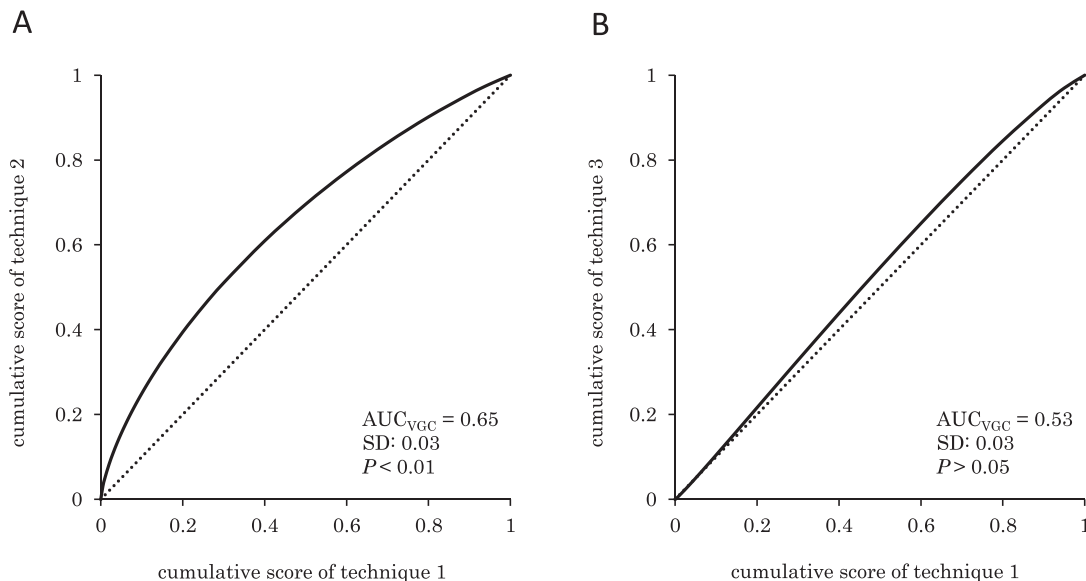 A
cumulative score of technique 2
1
0.8
0.6
0.4
0.2
0
0
0.2
0.4
0.6
0.8
1
AUC_VGC = 0.65
SD: 0.03
P < 0.01
cumulative score of technique 1
B
cumulative score of technique 3
1
0.8
0.6
0.4
0.2
0
0
0.2
0.4
0.6
0.8
1
AUC_VGC = 0.53
SD: 0.03
P > 0.05
cumulative score of technique 1